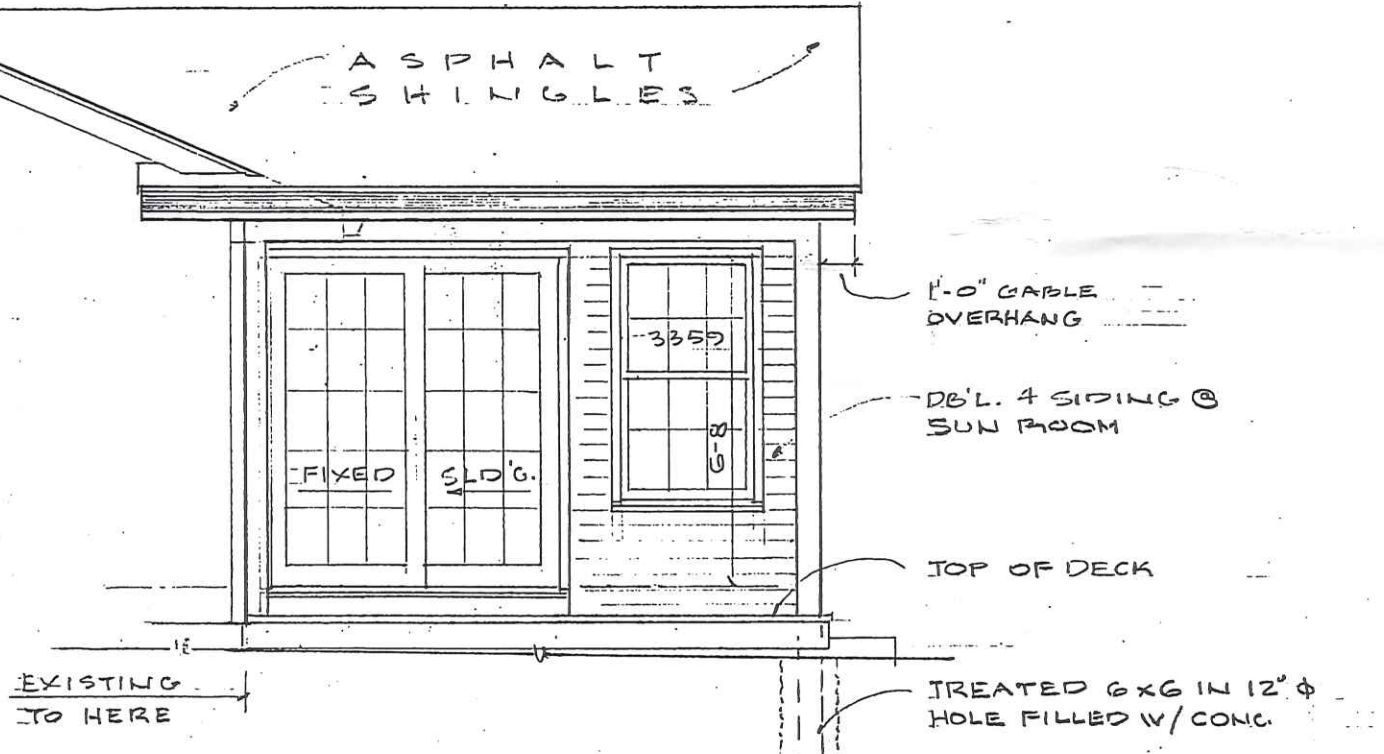 ASPHALT
SHINGLES
1'-0" GABLE
OVERHANG
3359
DB'L. 4 SIDING @
SUN ROOM
6-8
FIXED
SLD'G.
TOP OF DECK
EXISTING
TO HERE
TREATED 6x6 IN 12" φ
HOLE FILLED W/ CONC.